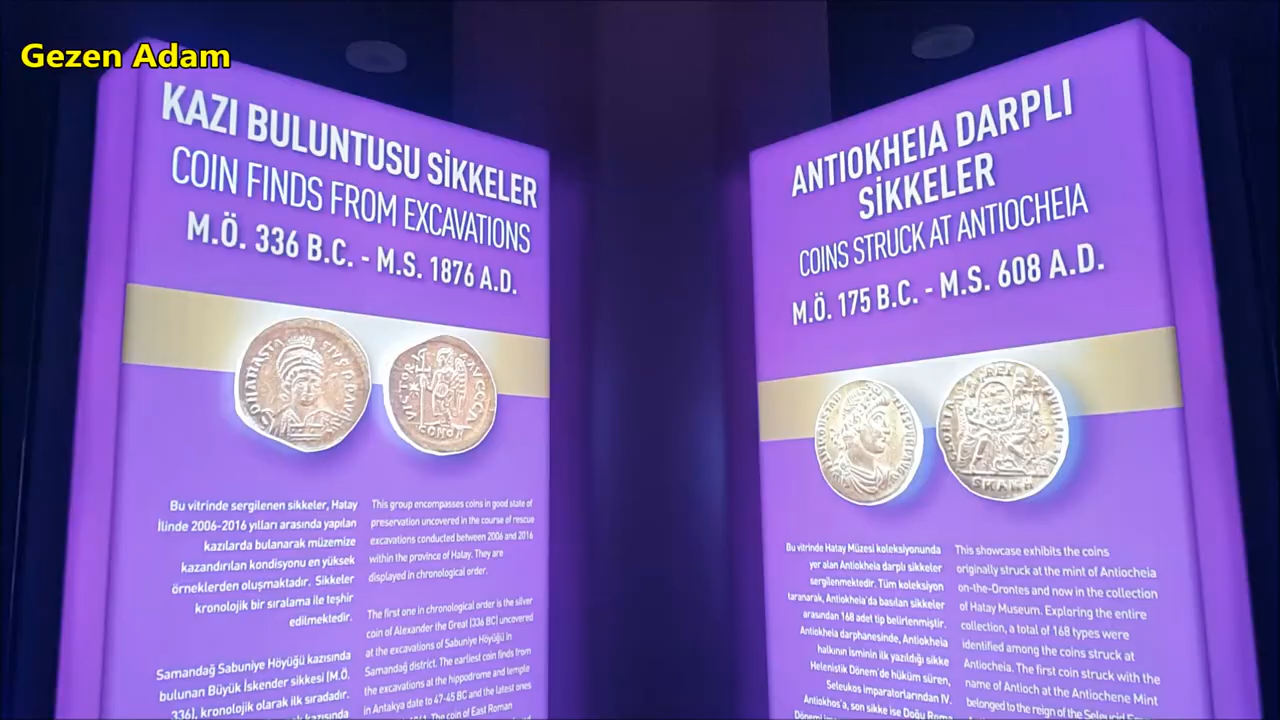 Gezen Adam
KAZI BULUNTUSU SİKKELER
COIN FINDS FROM EXCAVATIONS
M.Ö. 336 B.C. - M.S. 1876 A.D.
Bu vitrinde sergilenen sikkeler, Hatay
İlinde 2006-2016 yılları arasında yapılan
kazılarda bulanarak müzemize
kazandırılan kondisyonu en yüksek
örneklerden oluşmaktadır. Sikkeler
kronolojik bir sıralama ile teşhir
edilmektedir.
Samandağ Sabuniye Höyüğü kazısında
bulunan Büyük İskender sikkesi (M.Ö.
336), kronolojik olarak ilk sıradadır.
kazısında
This group encompasses coins in good state of
preservation uncovered in the course of rescue
excavations conducted between 2006 and 2016
within the province of Hatay. They are
displayed in chronological order.
The first one in chronological order is the silver
coin of Alexander the Great (336 BC) uncovered
at the excavations of Sabuniye Höyüğü in
Samandağ district. The earliest coin finds from
the excavations at the hippodrome and temple
in Antakya date to 47-45 BC and the latest ones
The coin of East Roman
ANTIOKHEIA DARPLI
SİKKELER
COINS STRUCK AT ANTIOCHEIA
M.Ö. 175 B.C. - M.S. 608 A.D.
CONOB
SMANH
Bu vitrinde Hatay Müzesi koleksiyonunda
yer alan Antiokheia darplı sikkeler
sergilenmektedir. Tüm koleksiyon
taranarak, Antiokheia'da basılan sikkeler
arasından 168 adet tip belirlenmiştir.
Antiokheia darphanesinde, Antiokheia
halkının isminin ilk yazıldığı sikke
Helenistik Dönem'de hüküm süren,
Seleukos imparatorlarından IV.
Antiokhos'a, son sikke ise Doğu Roma
Dönemi
This showcase exhibits the coins
originally struck at the mint of Antiocheia
on-the-Orontes and now in the collection
of Hatay Museum. Exploring the entire
collection, a total of 168 types were
identified among the coins struck at
Antiocheia. The first coin struck with the
name of Antioch at the Antiochene Mint
belonged to the reign of the Seleucid